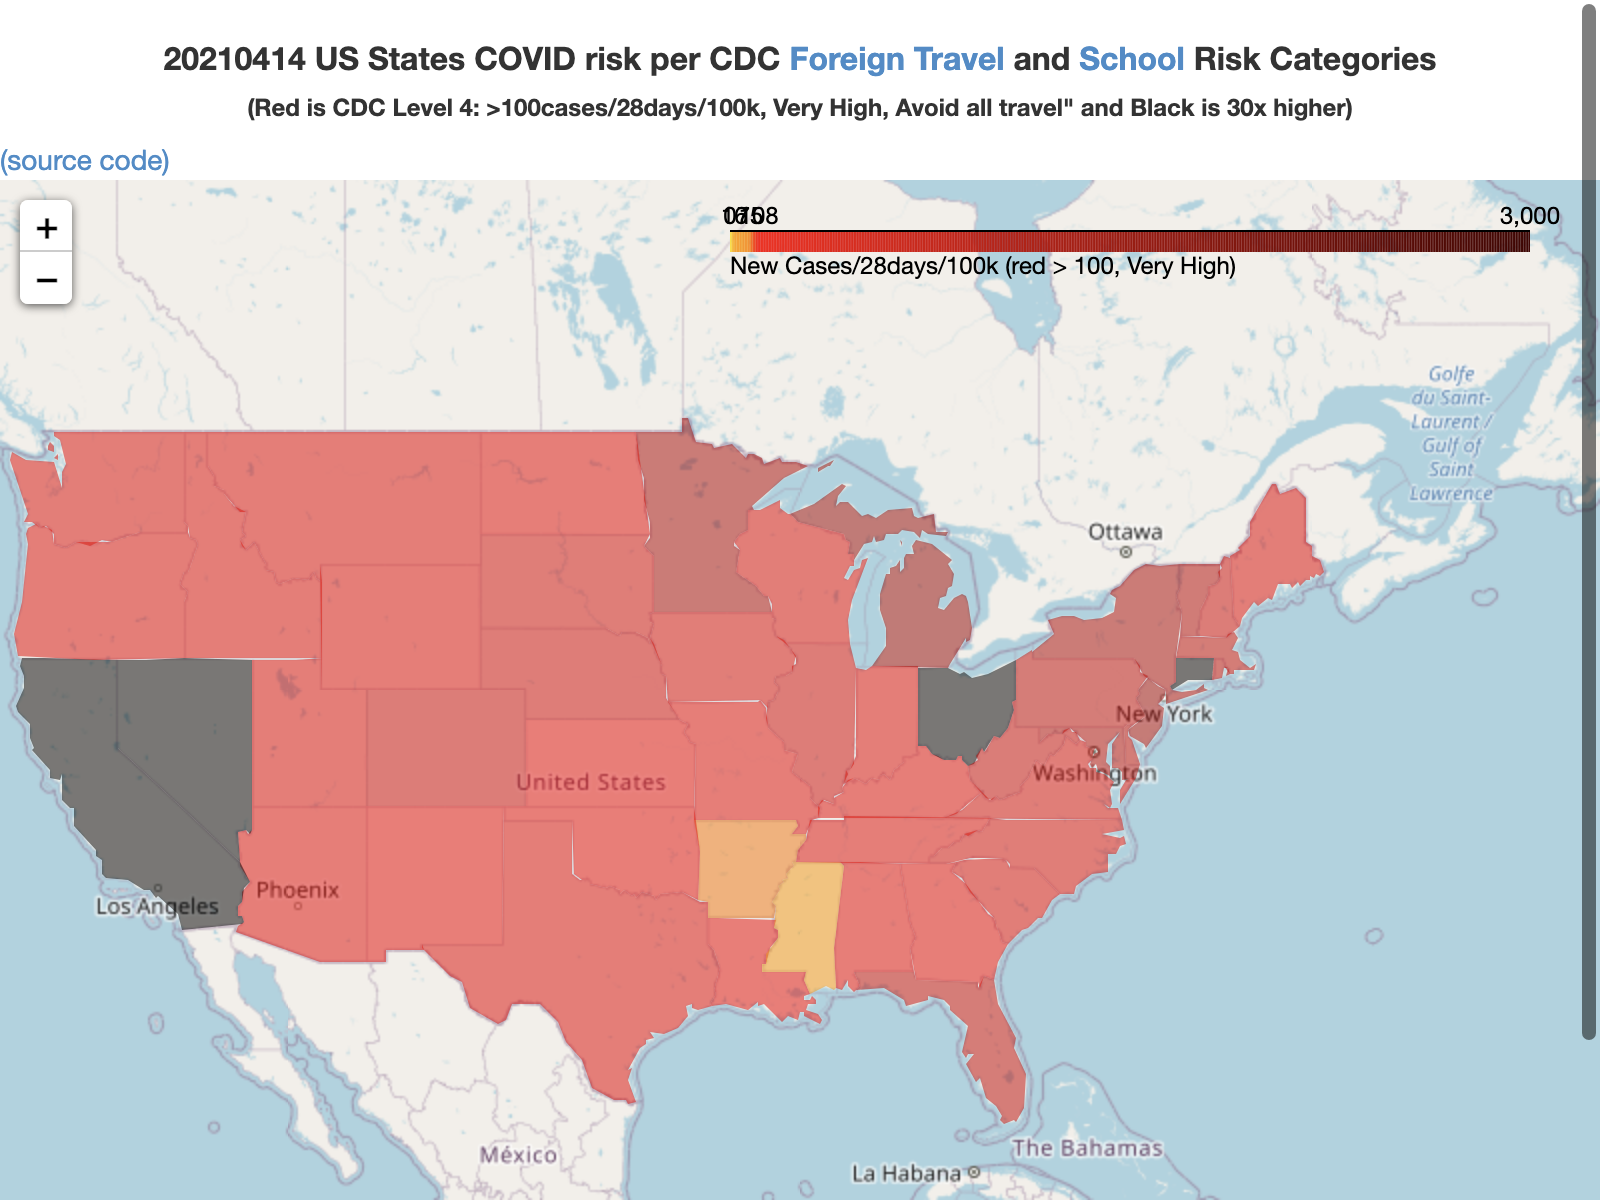 20210414 US States COVID risk per CDC Foreign Travel and School Risk Categories
(Red is CDC Level 4: >100cases/28days/100k, Very High, Avoid all travel" and Black is 30x higher)
(source code)
+
−
3,000
New Cases/28days/100k (red > 100, Very High)
Golfe
du Saint-
Laurent /
Gulf of
Saint
Lawrence
Ottawa
New York
Washington
United States
Phoenix
Los Angeles
México
The Bahamas
La Habana